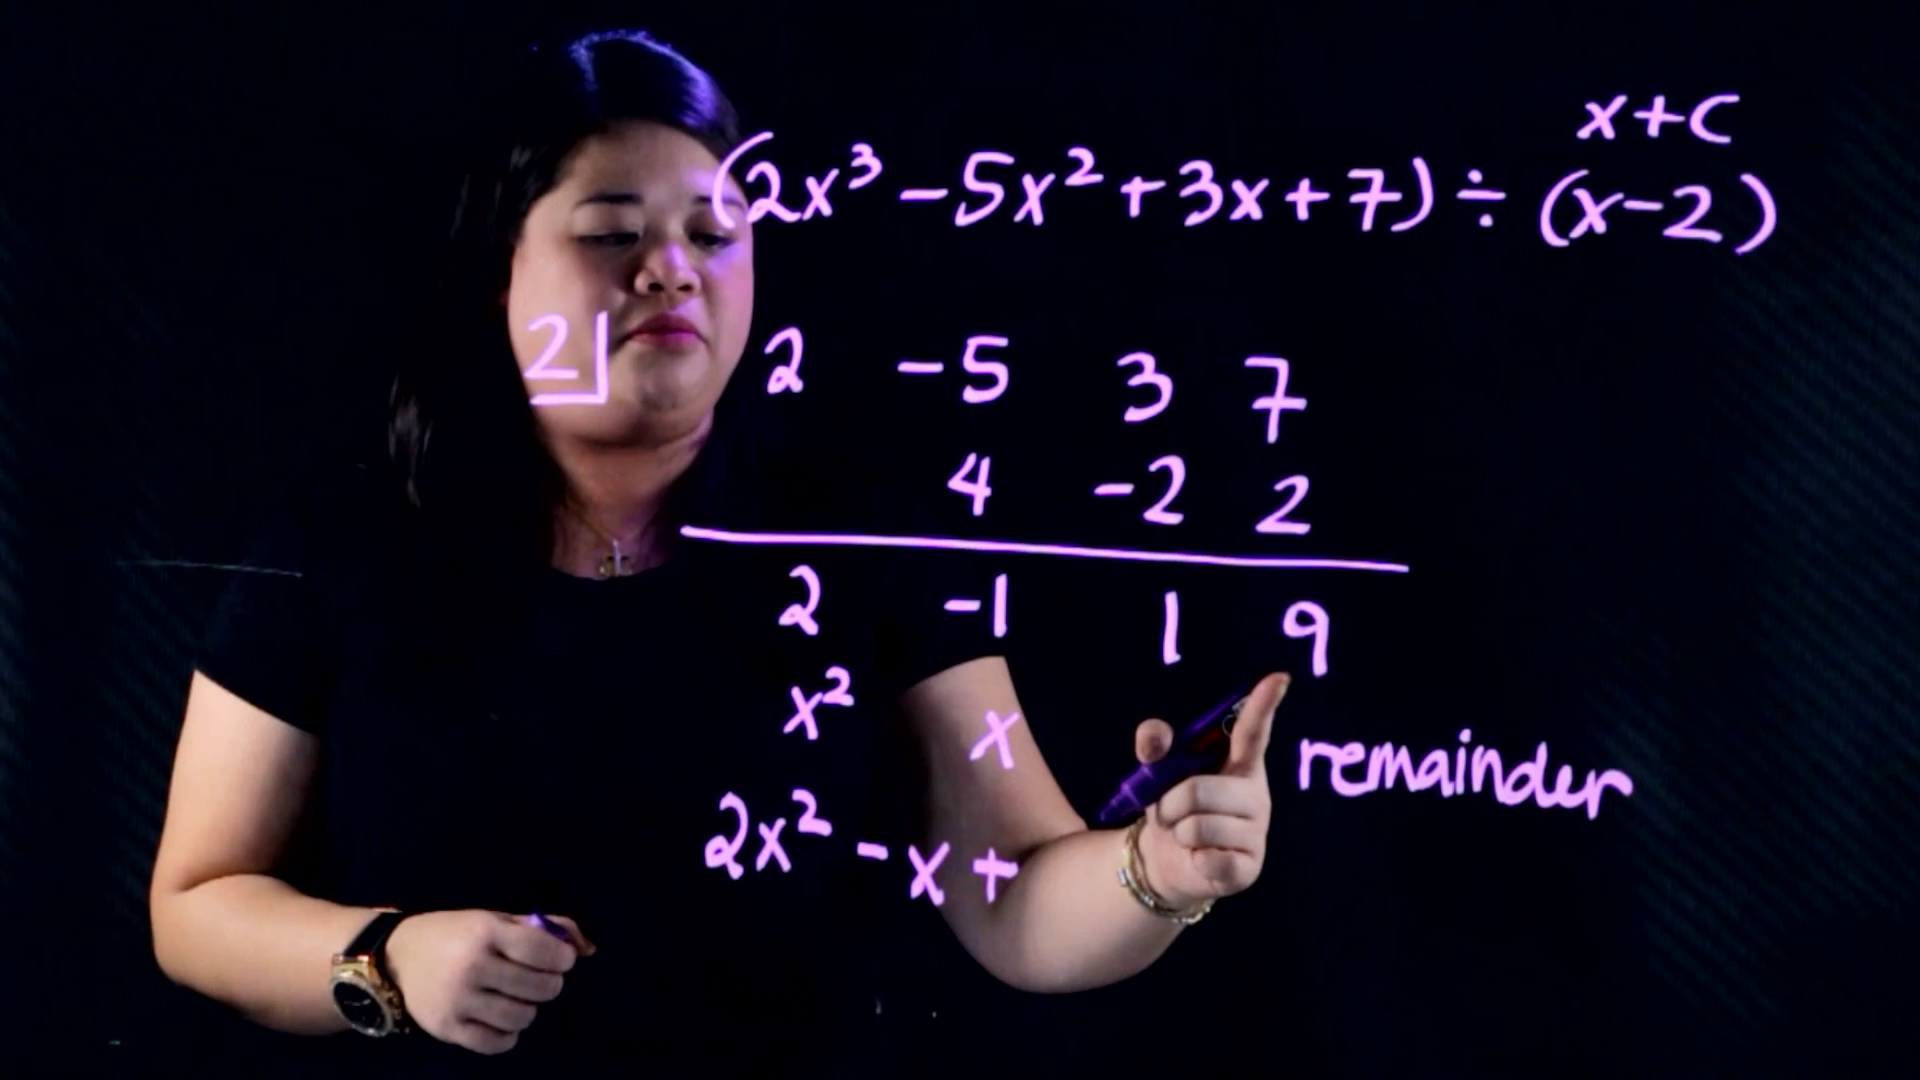 x+c
(2x³ - 5x² + 3x + 7) ÷ (x-2)
2 2 -5 3 7
4 -2 2
2 -1 1 9
x² x
remainder
2x² - x +